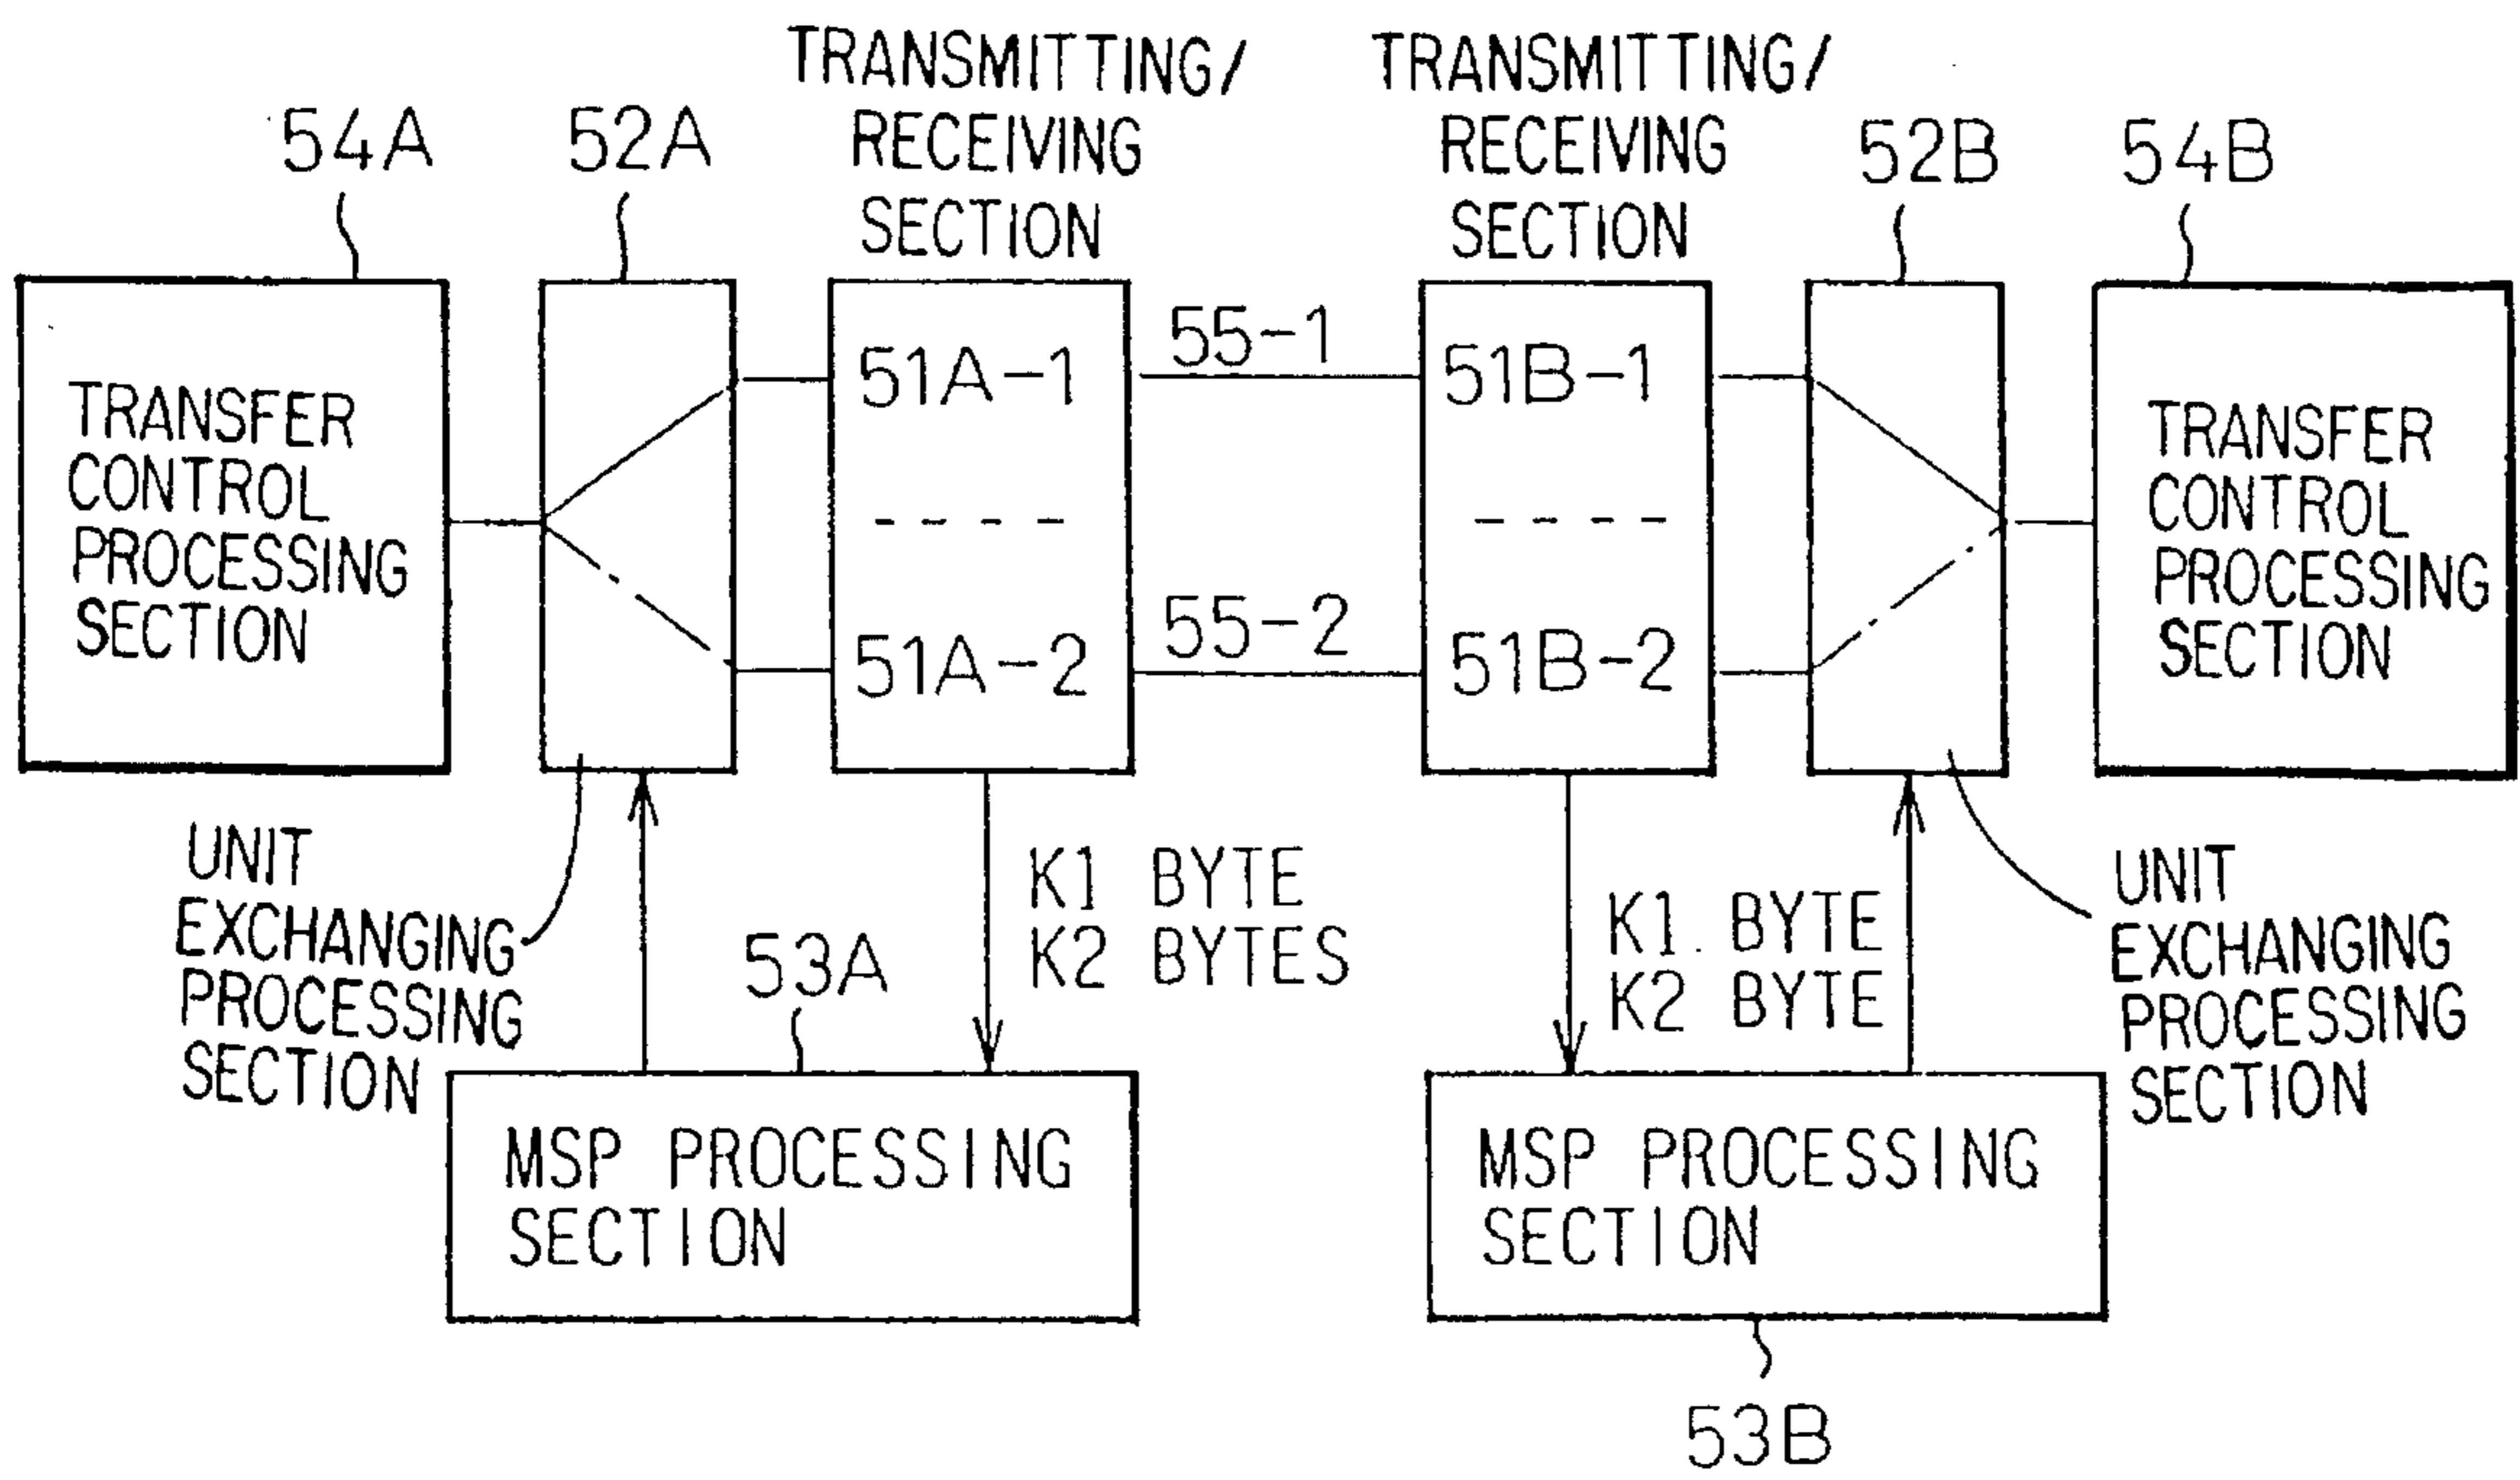 TRANSMITTING/
RECEIVING
SECTION
TRANSMITTING/
RECEIVING
SECTION
54A
52A
52B
54B
TRANSFER
CONTROL
PROCESSING
SECTION
51A-1
55-1
51B-1
51A-2
55-2
51B-2
TRANSFER
CONTROL
PROCESSING
SECTION
UNIT
EXCHANGING
PROCESSING
SECTION
53A
K1 BYTE
K2 BYTES
K1 BYTE
K2 BYTE
UNIT
EXCHANGING
PROCESSING
SECTION
MSP PROCESSING
SECTION
MSP PROCESSING
SECTION
53B